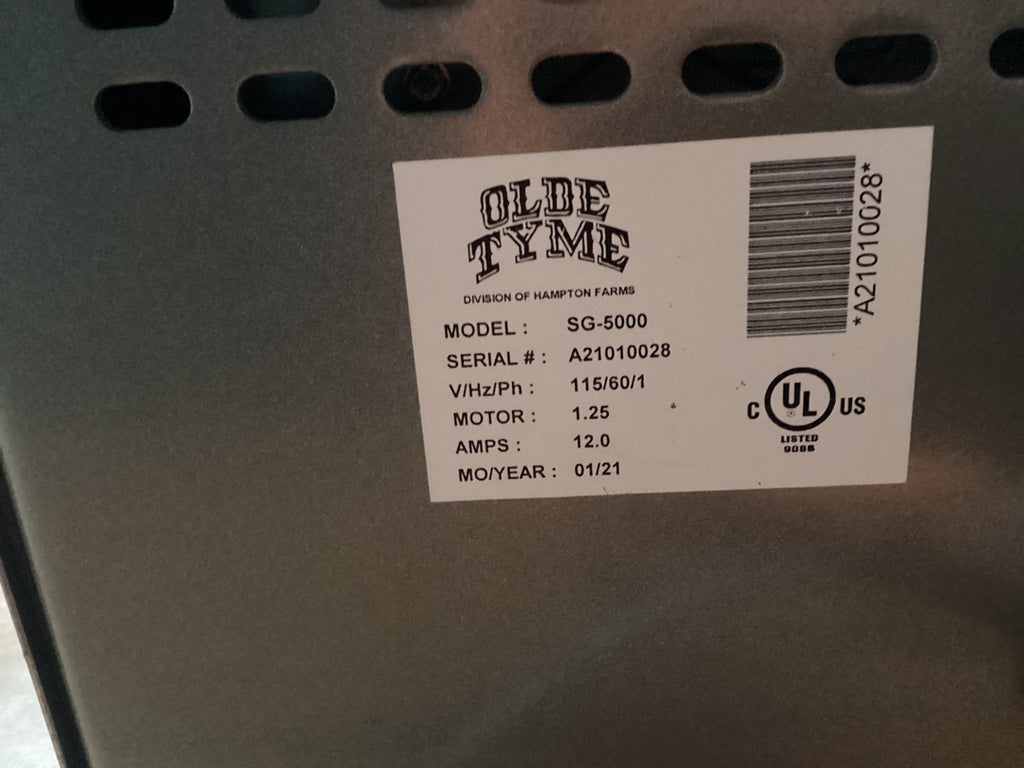 OLDE
TYME
DIVISION OF HAMPTON FARMS
MODEL : SG-5000
SERIAL # : A21010028
V/Hz/Ph : 115/60/1
MOTOR : 1.25
AMPS : 12.0
MO/YEAR : 01/21
*A21010028*
C UL US
LISTED
9086